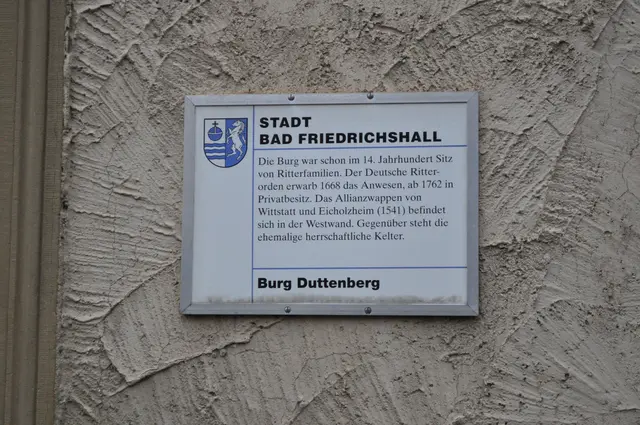 STADT
BAD FRIEDRICHSHALL
Die Burg war schon im 14. Jahrhundert Sitz
von Ritterfamilien. Der Deutsche Ritter-
orden erwarb 1668 das Anwesen, ab 1762 in
Privatbesitz. Das Allianzwappen von
Wittstatt und Eicholzheim (1541) befindet
sich in der Westwand. Gegenüber steht die
ehemalige herrschaftliche Kelter.
Burg Duttenberg